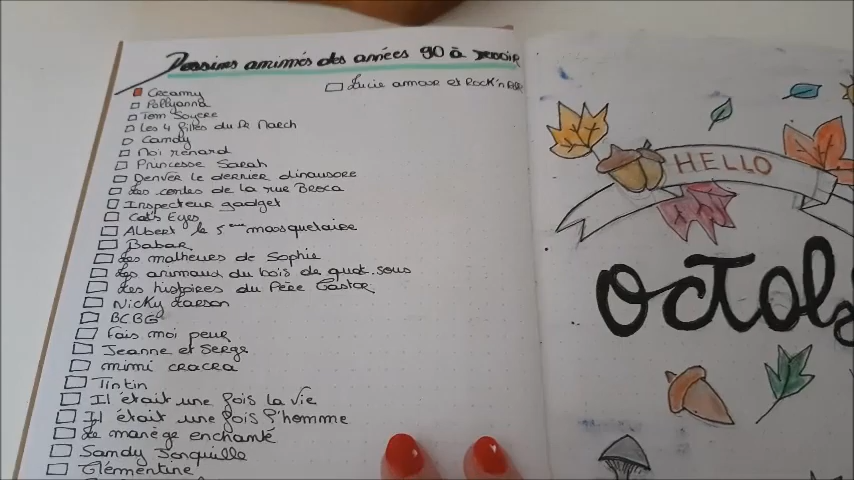 Dessins animés des années 90 à revoir
Creamy
Pollyanna
Tom Soyere
Les 4 filles du Dr March
Candy
Moi renard
Princesse Sarah
Denver le dernier dinausore
Les contes de la rue Broca
Inspecteur gadget
Cat's Eyes
Albert le 5ème mousquetaire
Babar
Les malheurs de Sophie
Les animaux du bois de quat-sous
Les histoires du Père Castor
Nicky Larson
BCBG
Fais moi peur
Jeanne et Serge
mimi cracra
Tintin
Il était une fois la vie
Il était une fois l'homme
Le manège enchanté
Sandy Jonquille
Clémentine
Lucie amour et Rock'n
HELLO
octob